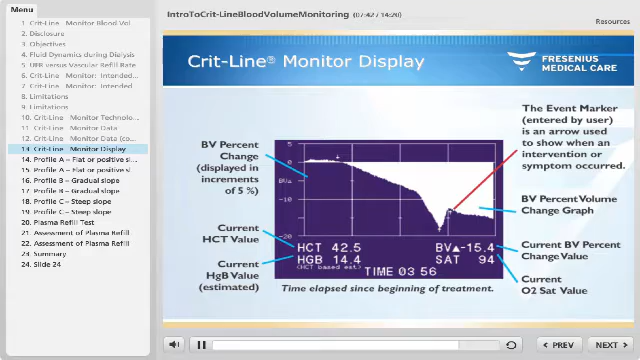 Menu
IntroToCrit-LineBloodVolumeMonitoring
(07:42 / 14:20)
Resources
1. Crit-Line Monitor Blood Vol
2. Disclosure
3. Objectives
4. Fluid Dynamics during Dialysis
5. UFR versus Vascular Refill Rate
6. Crit-Line Monitor: Intended
7. Crit-Line Monitor: Intended
8. Limitations
9. Limitations
10. Crit-Line Monitor Technolo
11. Crit-Line Monitor Data
12. Crit-Line Monitor Data (co
13. Crit-Line Monitor Display
14. Profile A – Flat or positive sl
15. Profile A – Flat or positive sl
16. Profile B – Gradual slope
17. Profile B – Gradual slope
18. Profile C – Steep slope
19. Profile C – Steep slope
20. Plasma Refill Test
21. Assessment of Plasma Refill
22. Assessment of Plasma Refill
23. Summary
24. Slide 24
Crit-Line® Monitor Display
FRESENIUS
MEDICAL CARE
BV Percent
Change
(displayed in
increments
of 5 %)
Current
HCT Value
Current
HgB Value
(estimated)
5
0
BV%
-10
-20
HCT 42.5
HGB 14.4
(HCT based est)
BV▲-15.4
SAT 94
TIME 03 56
Time elapsed since beginning of treatment.
The Event Marker
(entered by user)
is an arrow used
to show when an
intervention or
symptom occurred.
BV Percent Volume
Change Graph
Current BV Percent
Change Value
Current
O2 Sat Value
PREV
NEXT